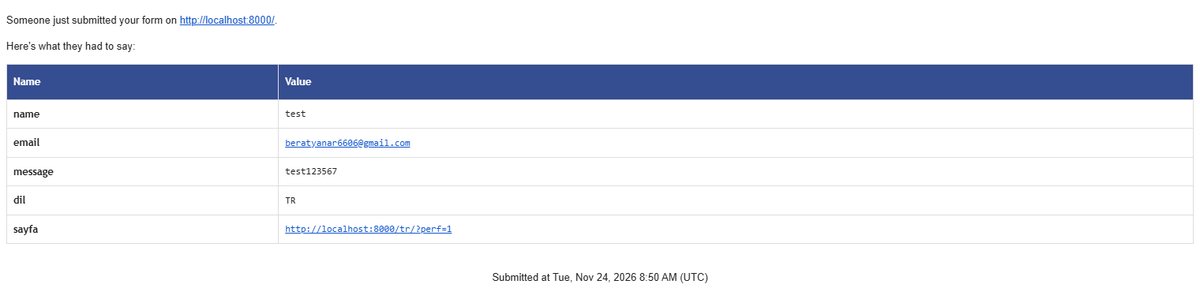 Someone just submitted your form on http://localhost:8000/.
Here's what they had to say:
Name Value
name test
email beratyanar6606@gmail.com
message test123567
dil TR
sayfa http://localhost:8000/tr/?perf=1
Submitted at Tue, Nov 24, 2026 8:50 AM (UTC)